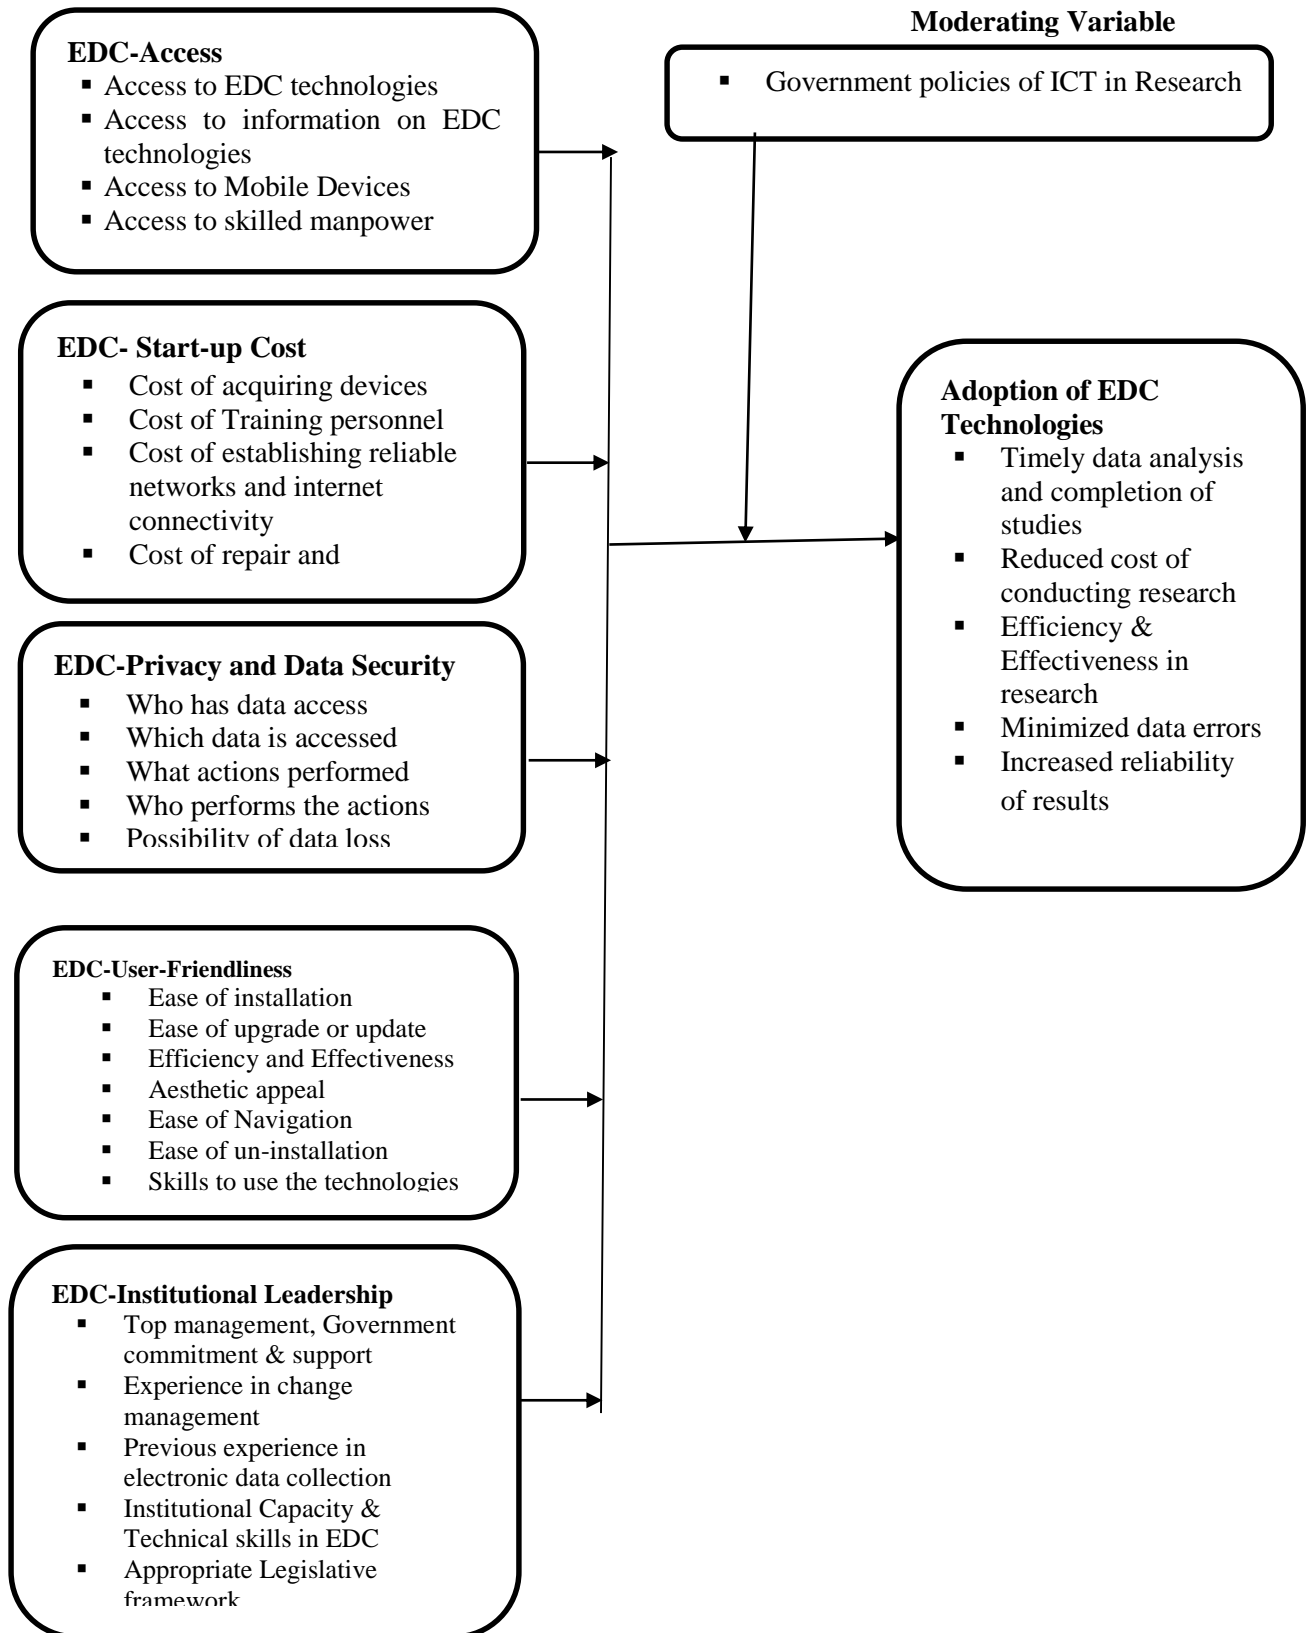 Moderating Variable
▪ Government policies of ICT in Research
EDC-Access
▪ Access to EDC technologies
▪ Access to information on EDC
technologies
▪ Access to Mobile Devices
▪ Access to skilled manpower
EDC- Start-up Cost
▪ Cost of acquiring devices
▪ Cost of Training personnel
▪ Cost of establishing reliable
networks and internet
connectivity
▪ Cost of repair and
EDC-Privacy and Data Security
▪ Who has data access
▪ Which data is accessed
▪ What actions performed
▪ Who performs the actions
▪ Possibility of data loss
EDC-User-Friendliness
▪ Ease of installation
▪ Ease of upgrade or update
▪ Efficiency and Effectiveness
▪ Aesthetic appeal
▪ Ease of Navigation
▪ Ease of un-installation
▪ Skills to use the technologies
EDC-Institutional Leadership
▪ Top management, Government
commitment & support
▪ Experience in change
management
▪ Previous experience in
electronic data collection
▪ Institutional Capacity &
Technical skills in EDC
▪ Appropriate Legislative
framework
Adoption of EDC
Technologies
▪ Timely data analysis
and completion of
studies
▪ Reduced cost of
conducting research
▪ Efficiency &
Effectiveness in
research
▪ Minimized data errors
▪ Increased reliability
of results